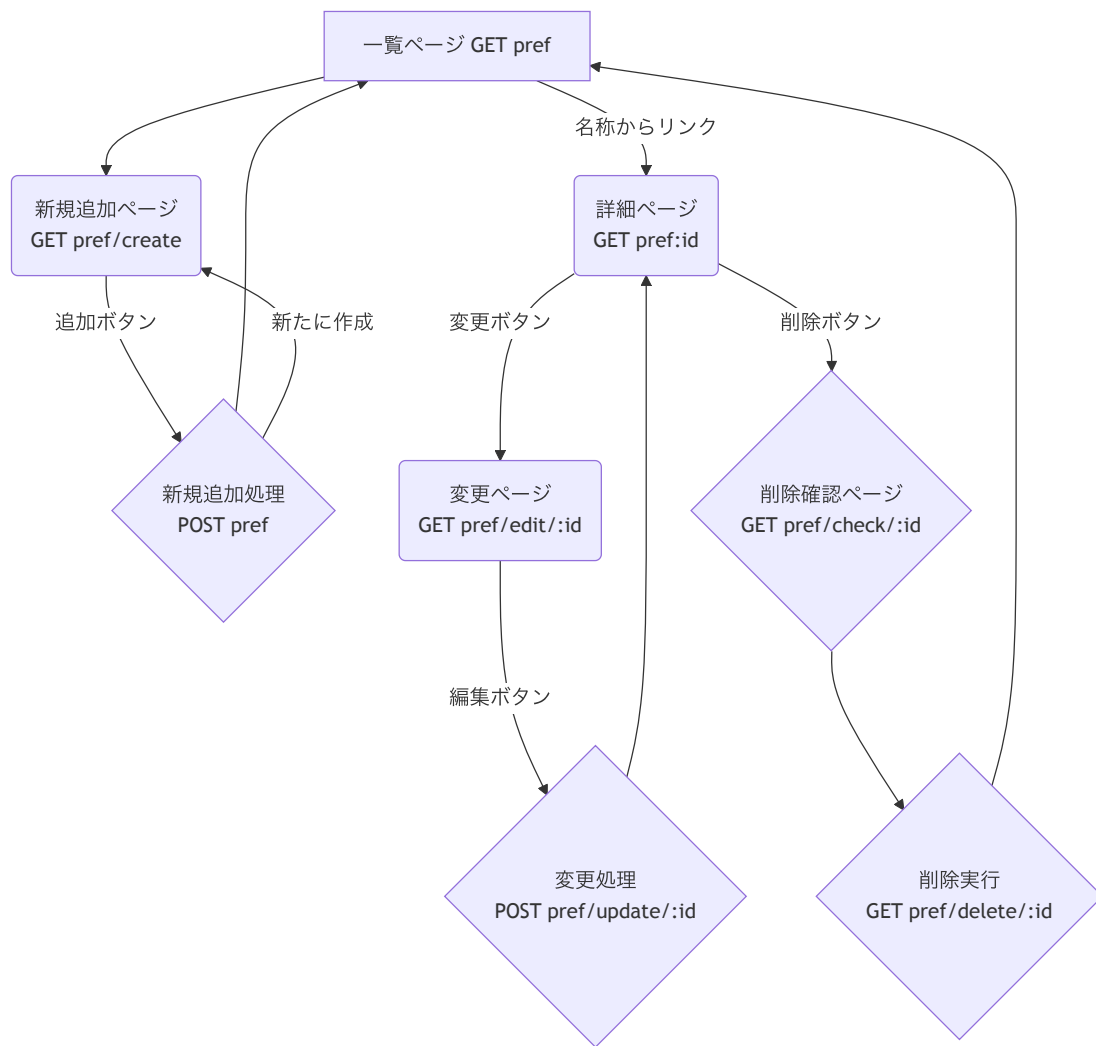 一覧ページ GET pref
名称からリンク
新規追加ページ
GET pref/create
詳細ページ
GET pref:id
追加ボタン
新たに作成
変更ボタン
削除ボタン
新規追加処理
POST pref
変更ページ
GET pref/edit/:id
削除確認ページ
GET pref/check/:id
編集ボタン
変更処理
POST pref/update/:id
削除実行
GET pref/delete/:id